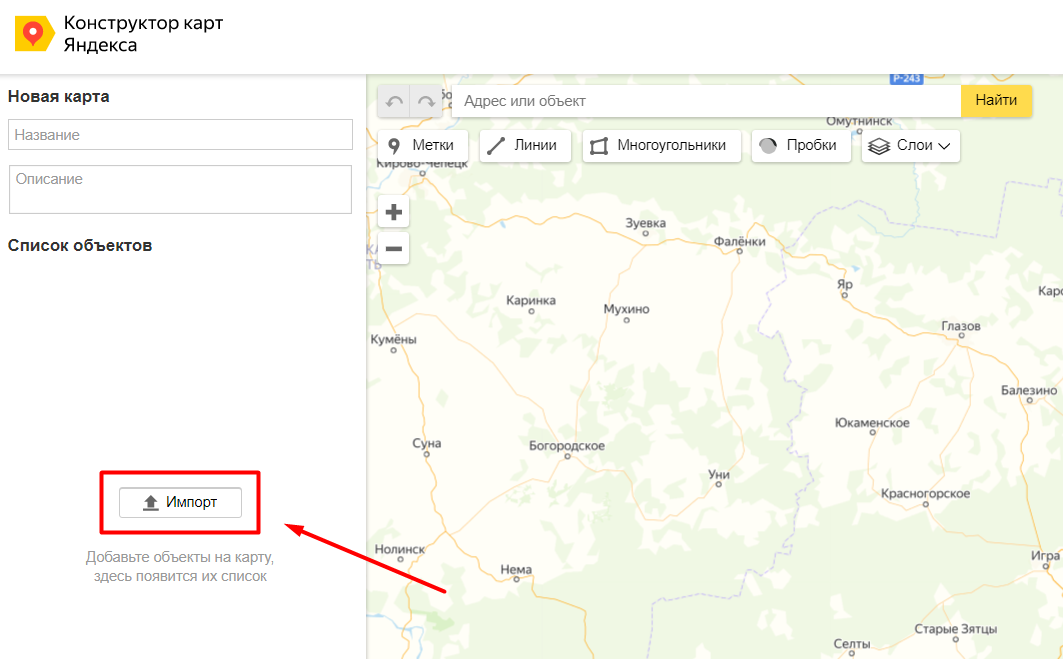 Конструктор карт
Яндекса
Новая карта
Название
Описание
Список объектов
Импорт
Добавьте объекты на карту,
здесь появится их список
Р-243
Адрес или объект
Найти
Метки
Линии
Многоугольники
Пробки
Слои
Омутнинск
Кирово-Чепецк
Зуевка
Фалёнки
Яр
Каринка
Мухино
Глазов
Кумёны
Балезино
Юкаменское
Суна
Богородское
Уни
Красногорское
Нолинск
Нема
Игра
Старые Зятцы
Селты